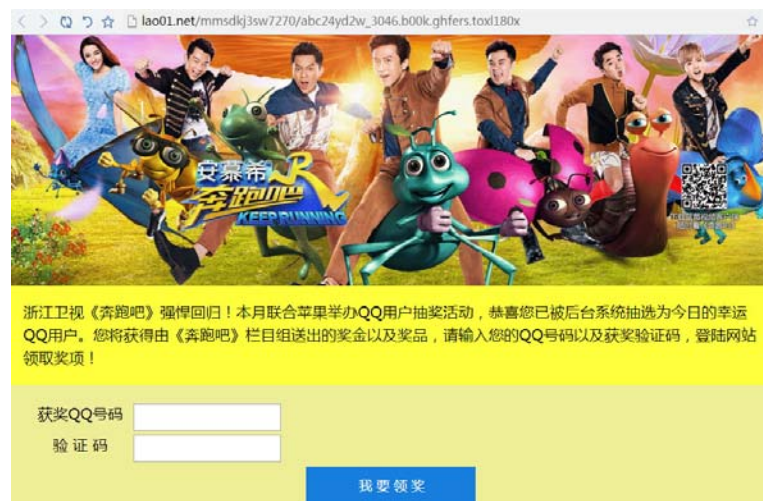 lao01.net/mmsdkj3sw7270/abc24yd2w_3046.b00k.ghfers.toxl180x
安慕希
奔跑吧
KEEP RUNNING
浙江卫视《奔跑吧》强悍回归！本月联合苹果举办QQ用户抽奖活动，恭喜您已被后台系统抽选为今日的幸运
QQ用户。您将获得由《奔跑吧》栏目组送出的奖金以及奖品，请输入您的QQ号码以及获奖验证码，登陆网站
领取奖项！
获奖QQ号码
验 证 码
我 要 领 奖